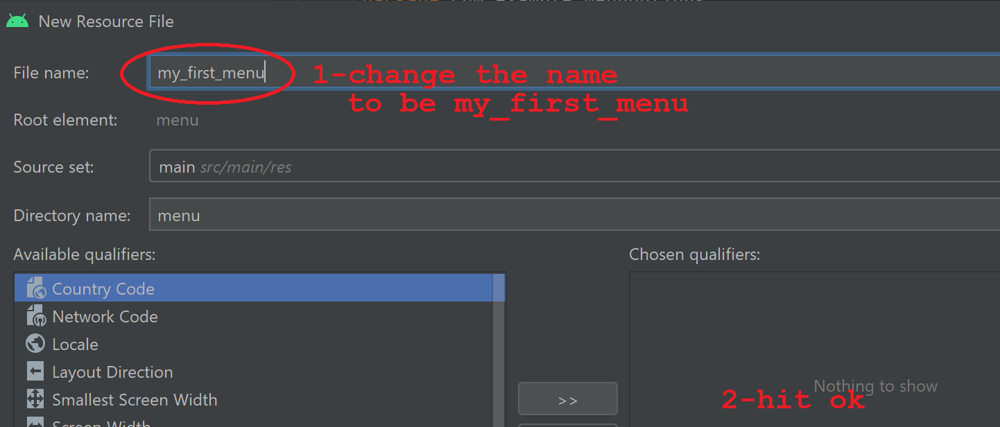 New Resource File
File name:
my_first_menu
1-change the name
to be my_first_menu
Root element:
menu
Source set:
main src/main/res
Directory name:
menu
Available qualifiers:
Chosen qualifiers:
Country Code
Network Code
Locale
Layout Direction
Smallest Screen Width
Screen Width
>>
Nothing to show
2-hit ok